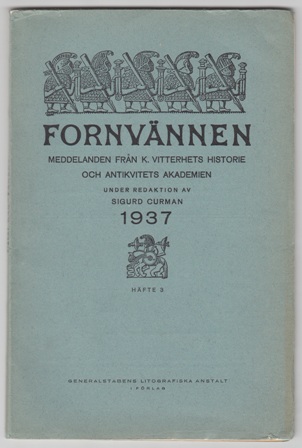 FORNVÄNNEN
MEDDELANDEN FRÅN K. VITTERHETS HISTORIE
OCH ANTIKVITETS AKADEMIEN
UNDER REDAKTION AV
SIGURD CURMAN
1937
HÄFTE 3
GENERALSTABENS LITOGRAFISKA ANSTALT
I FÖRLAG